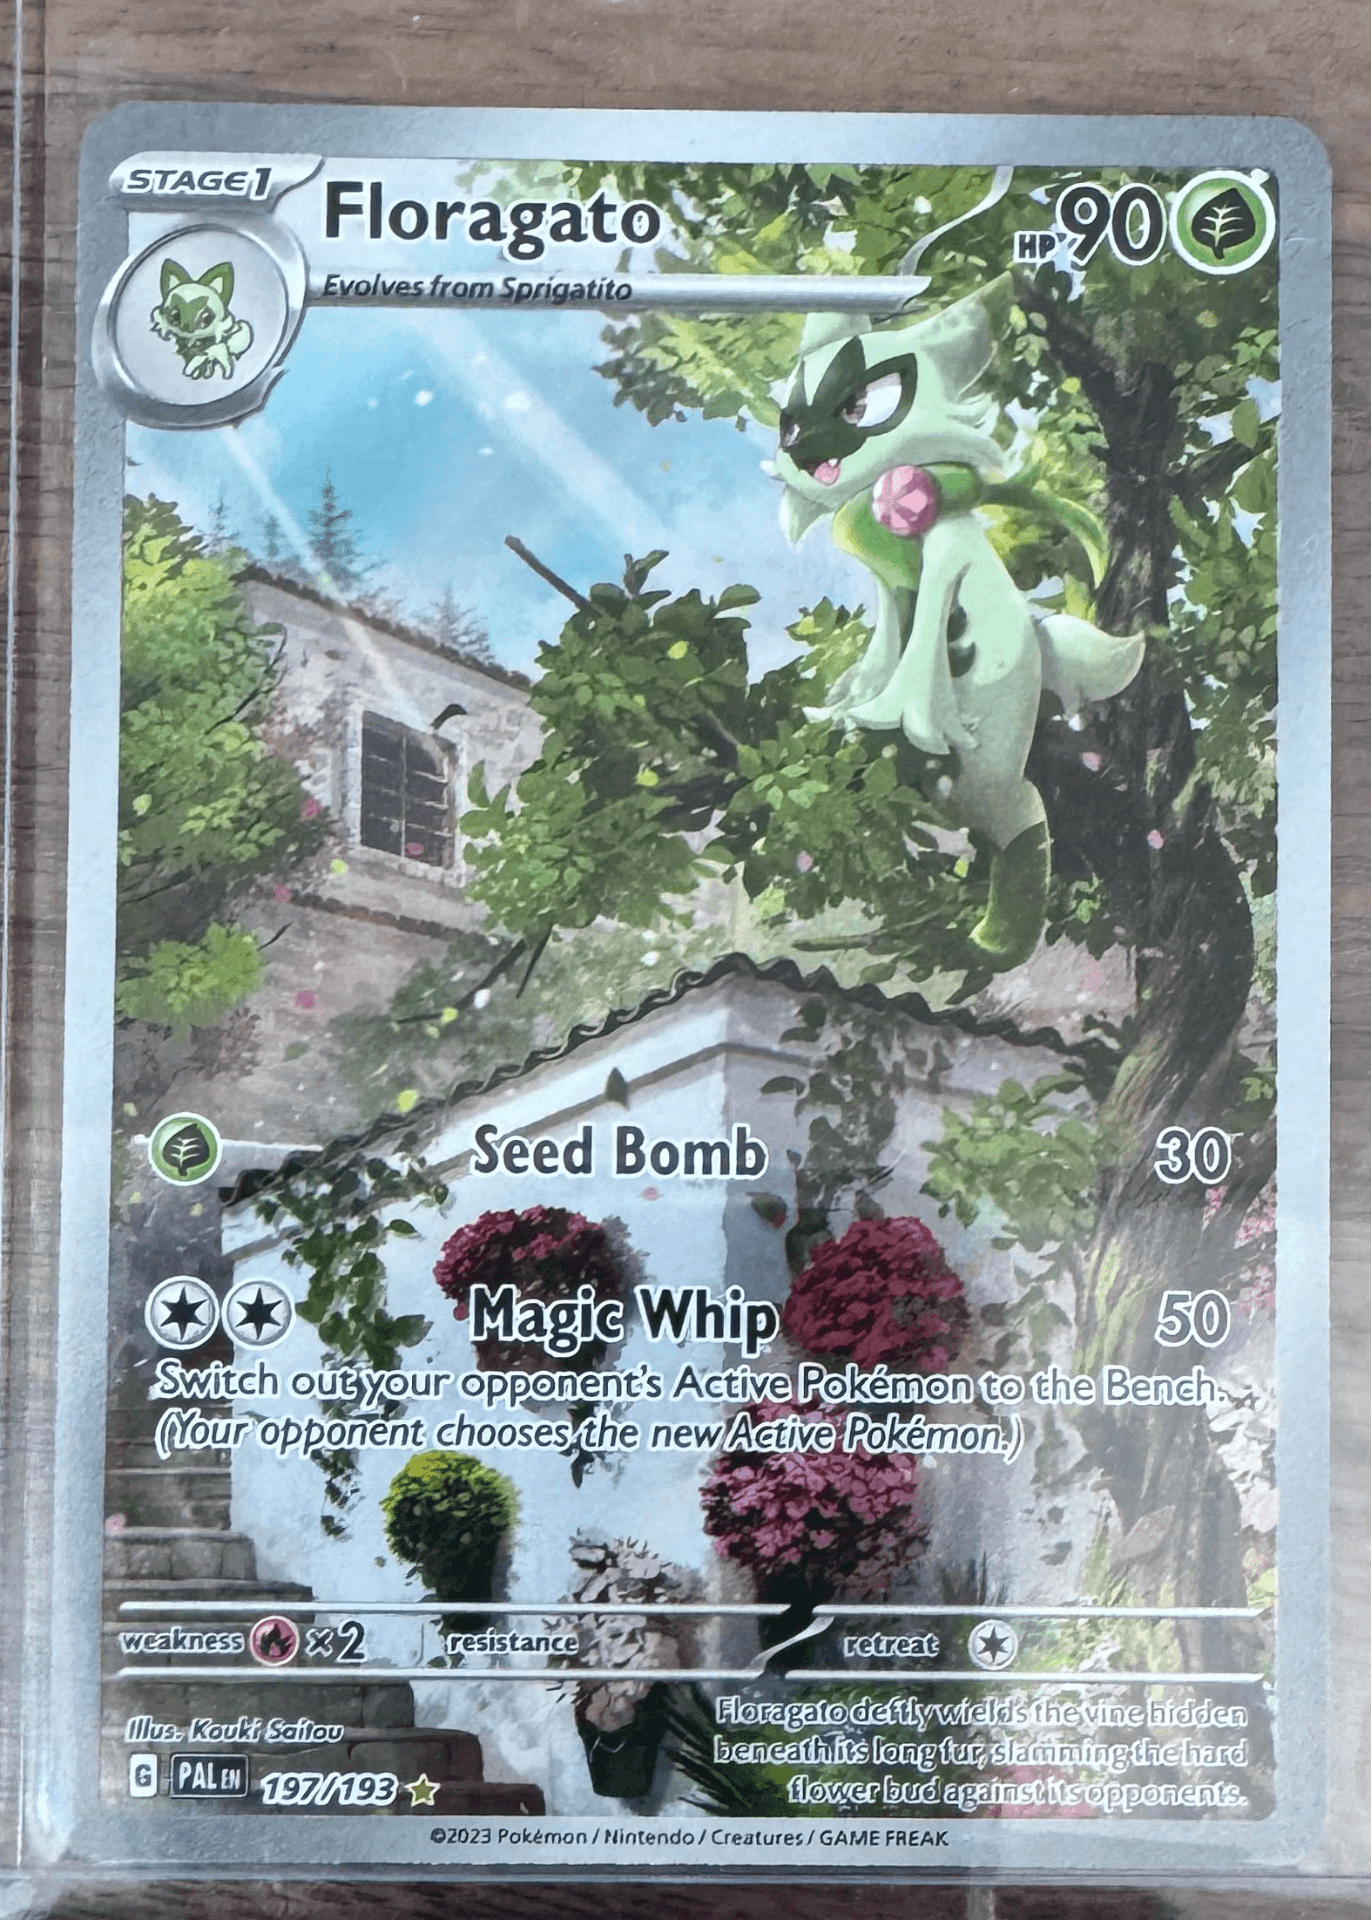 STAGE 1
Floragato
HP 90
Evolves from Sprigatito
Seed Bomb 30
Magic Whip 50
Switch out your opponent's Active Pokémon to the Bench.
(Your opponent chooses the new Active Pokémon.)
weakness ×2 resistance retreat
Illus. Kouki Saitou
Floragato deftly wields the vine hidden
beneath its long fur, slamming the hard
flower bud against its opponents.
G PAL EN 197/193
©2023 Pokémon / Nintendo / Creatures / GAME FREAK